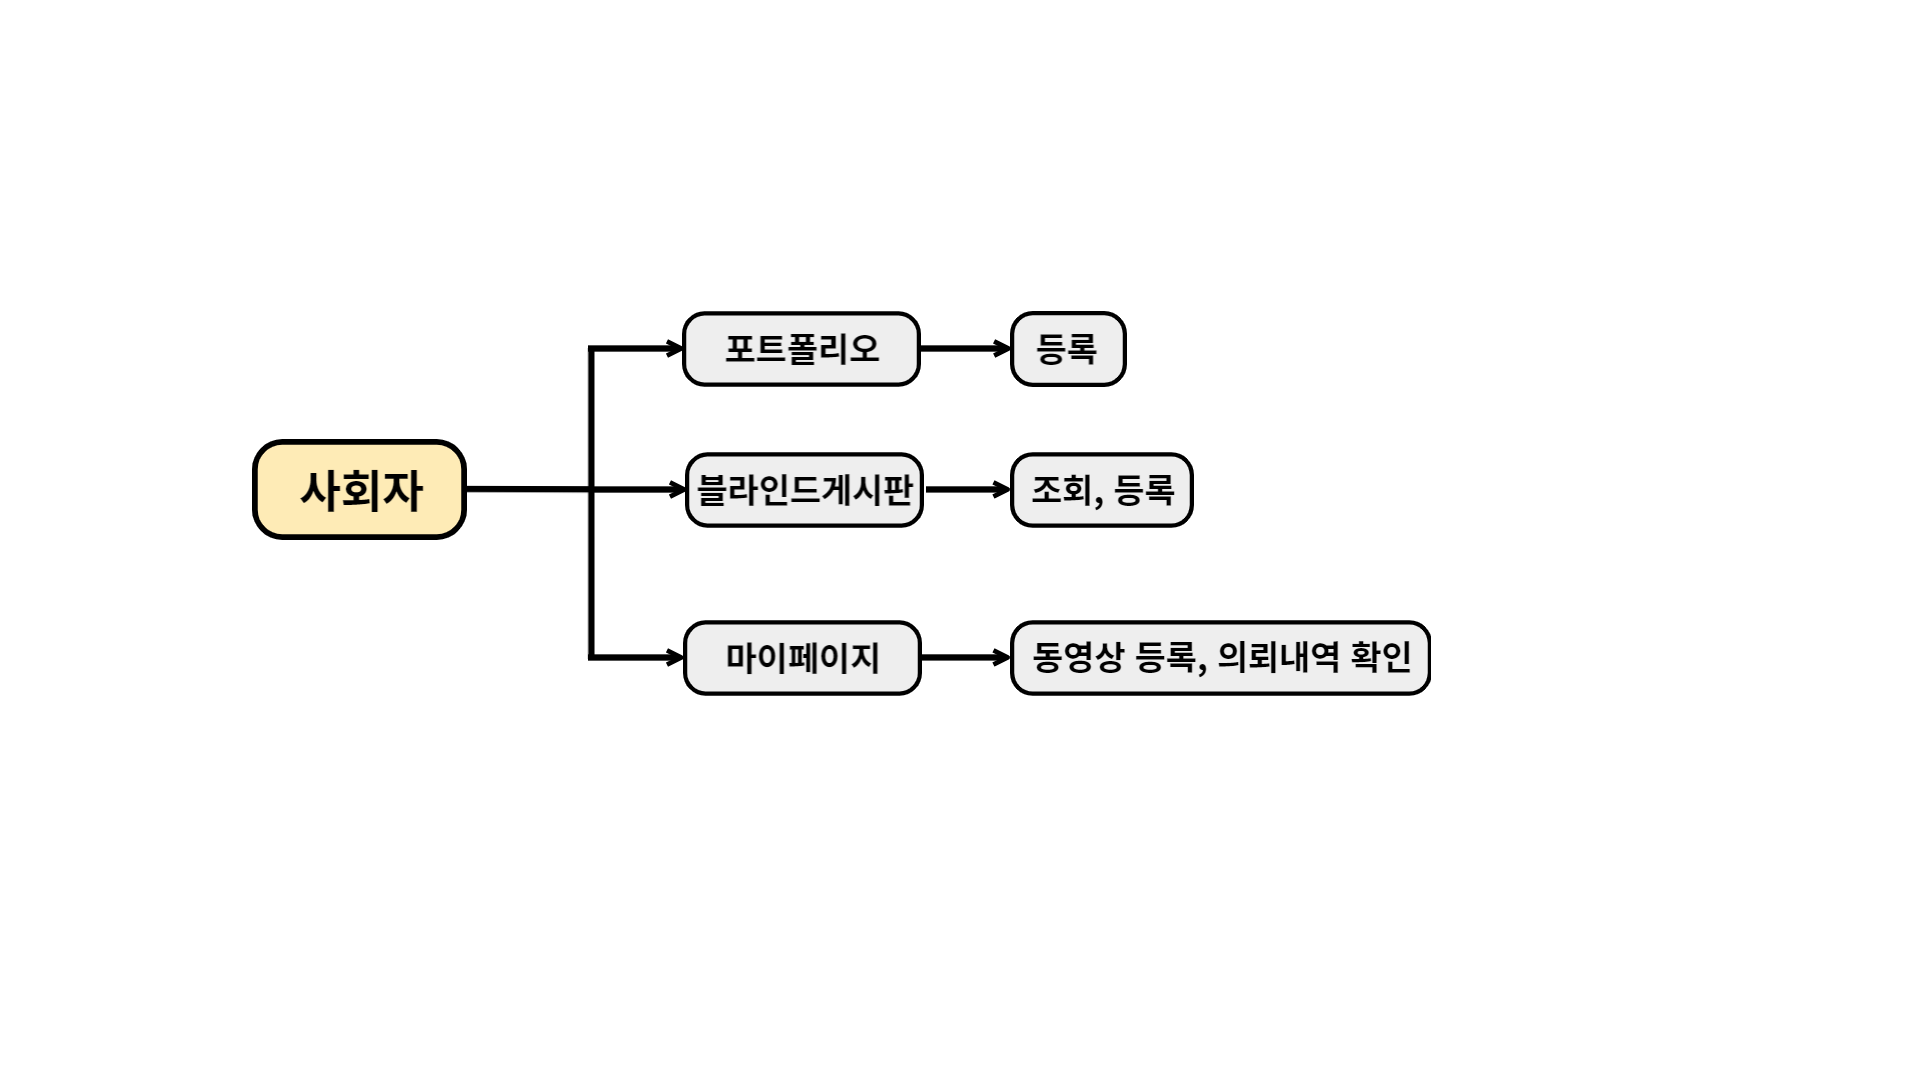 포트폴리오
등록
사회자
블라인드게시판
조회, 등록
마이페이지
동영상 등록, 의뢰내역 확인